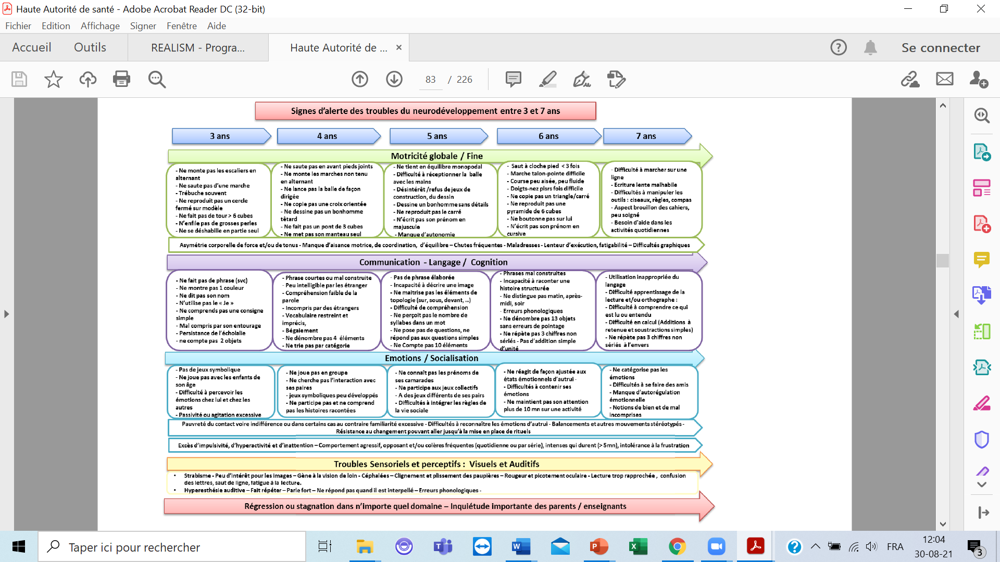 Haute Autorité de santé - Adobe Acrobat Reader DC (32-bit)
Fichier Edition Affichage Signer Fenêtre Aide
Accueil Outils REALISM - Progra... Haute Autorité de ... × Se connecter
83 / 226
Signes d'alerte des troubles du neurodéveloppement entre 3 et 7 ans
3 ans 4 ans 5 ans 6 ans 7 ans
Motricité globale / Fine
- Ne monte pas les escaliers en
alternant
- Ne saute pas d'une marche
- Trébuche souvent
- Ne reproduit pas un cercle
fermé sur modèle
- Ne fait pas de tour > 6 cubes
- N'enfile pas de grosses perles
- Ne se déshabille en partie seul
- Ne saute pas en avant pieds joints
- Ne monte les marches non tenu
en alternant
- Ne lance pas la balle de façon
dirigée
- Ne copie pas une croix orientée
- Ne dessine pas un bonhomme
têtard
- Ne fait pas un pont de 3 cubes
- Ne met pas son manteau seul
- Ne tient en équilibre monopodal
- Difficulté à réceptionner la balle
avec les mains
- Désintérêt /refus de jeux de
construction, du dessin
- Dessine un bonhomme sans détails
- Ne reproduit pas le carré
- N'écrit pas son prénom en
majuscule
- Manque d'autonomie
- Saut à cloche pied < 3 fois
- Marche talon-pointe difficile
- Course peu aisée, peu fluide
- Doigts-nez plsrs fois difficile
- Ne copie pas un triangle/carré
- Ne reproduit pas une
pyramide de 6 cubes
- Ne boutonne pas sur lui
- N'écrit pas son prénom en
cursive
- Difficulté à marcher sur une
ligne
- Ecriture lente malhabile
- Difficultés à manipuler les
outils : ciseaux, règles, compas
- Aspect brouillon des cahiers,
peu soigné
- Besoin d'aide dans les
activités quotidiennes
Asymétrie corporelle de force et/ou de tonus - Manque d'aisance motrice, de coordination, d'équilibre – Chutes fréquentes - Maladresses - Lenteur d'exécution, fatigabilité – Difficultés graphiques
Communication - Langage / Cognition
- Ne fait pas de phrase (svc)
- Ne montre pas 1 couleur
- Ne dit pas son nom
- N'utilise pas le « Je »
- Ne comprends pas une consigne
simple
- Mal compris par son entourage
- Persistance de l'écholalie
- ne compte pas 2 objets
- Phrase courtes ou mal construite
- Peu intelligible par les étranger
- Compréhension faible de la
parole
- Incompris par des étrangers
- Vocabulaire restreint et
imprécis,
- Bégaiement
- Ne dénombre pas 4 éléments
- Ne trie pas par catégorie
- Pas de phrase élaborée
- Incapacité à décrire une image
- Ne maitrise pas les éléments de
topologie (sur, sous, devant, ..)
- Difficulté de compréhension
- Ne perçoit pas le nombre de
syllabes dans un mot
- Ne pose pas de questions, ne
répond pas aux questions simples
- Ne Compte pas 10 éléments
- Phrases mal construites
- Incapacité à raconter une
histoire structurée
- Ne distingue pas matin, après-
midi, soir
- Erreurs phonologiques
- Ne dénombre pas 13 objets
sans erreurs de pointage
- Ne répète pas 3 chiffres non
sériés - Pas d'addition simple
d'unité
- Utilisation inappropriée du
langage
- Difficulté apprentissage de la
lecture et/ou orthographe :
- Difficulté à comprendre ce qui
est lu ou entendu
- Difficulté en calcul (Additions à
retenue et soustractions simples)
- Ne répète pas 3 chiffres non
sériés à l'envers
Emotions / Socialisation
- Pas de jeux symbolique
- Ne joue pas avec les enfants de
son âge
- Difficulté à percevoir les
émotions chez lui et chez les
autres
- Passivité ou agitation excessive
- Ne joue pas en groupe
- Ne cherche pas l'interaction avec
ses paires
- jeux symboliques peu développés
- Ne participe pas et ne comprend
pas les histoires racontées
- Ne connaît pas les prénoms de
ses camarades
- Ne participe aux jeux collectifs
- A des jeux différents de ses pairs
- Difficultés à intégrer les règles de
la vie sociale
- Ne réagit de façon ajustée aux
états émotionnels d'autrui -
- Difficultés à contenir ses
émotions
- Ne maintient pas son attention
plus de 10 mn sur une activité
- Ne catégorise pas les
émotions
- Difficultés à se faire des amis
- Manque d'autorégulation
émotionnelle
- Notions de bien et de mal
incomprises
Pauvreté du contact voire indifférence ou dans certains cas au contraire familiarité excessive - Difficultés à reconnaître les émotions d'autrui - Balancements et autres mouvements stéréotypés -
Résistance au changement pouvant aller jusqu'à la mise en place de rituels
Excès d'impulsivité, d'hyperactivité et d'inattention – Comportement agressif, opposant et/ou colères fréquentes (quotidienne ou par série), intenses qui durent (> 5mn), intolérance à la frustration
Troubles Sensoriels et perceptifs : Visuels et Auditifs
• Strabisme - Peu d'intérêt pour les images – Gène à la vision de loin - Céphalées – Clignement et plissement des paupières – Rougeur et picotement oculaire - Lecture trop rapprochée , confusion
des lettres, saut de ligne, fatigue à la lecture.
• Hyperesthésie auditive – Fait répéter – Parle fort – Ne répond pas quand il est interpellé – Erreurs phonologiques -
Régression ou stagnation dans n'importe quel domaine – Inquiétude importante des parents / enseignants
Taper ici pour rechercher
FRA
12:04
30-08-21
3